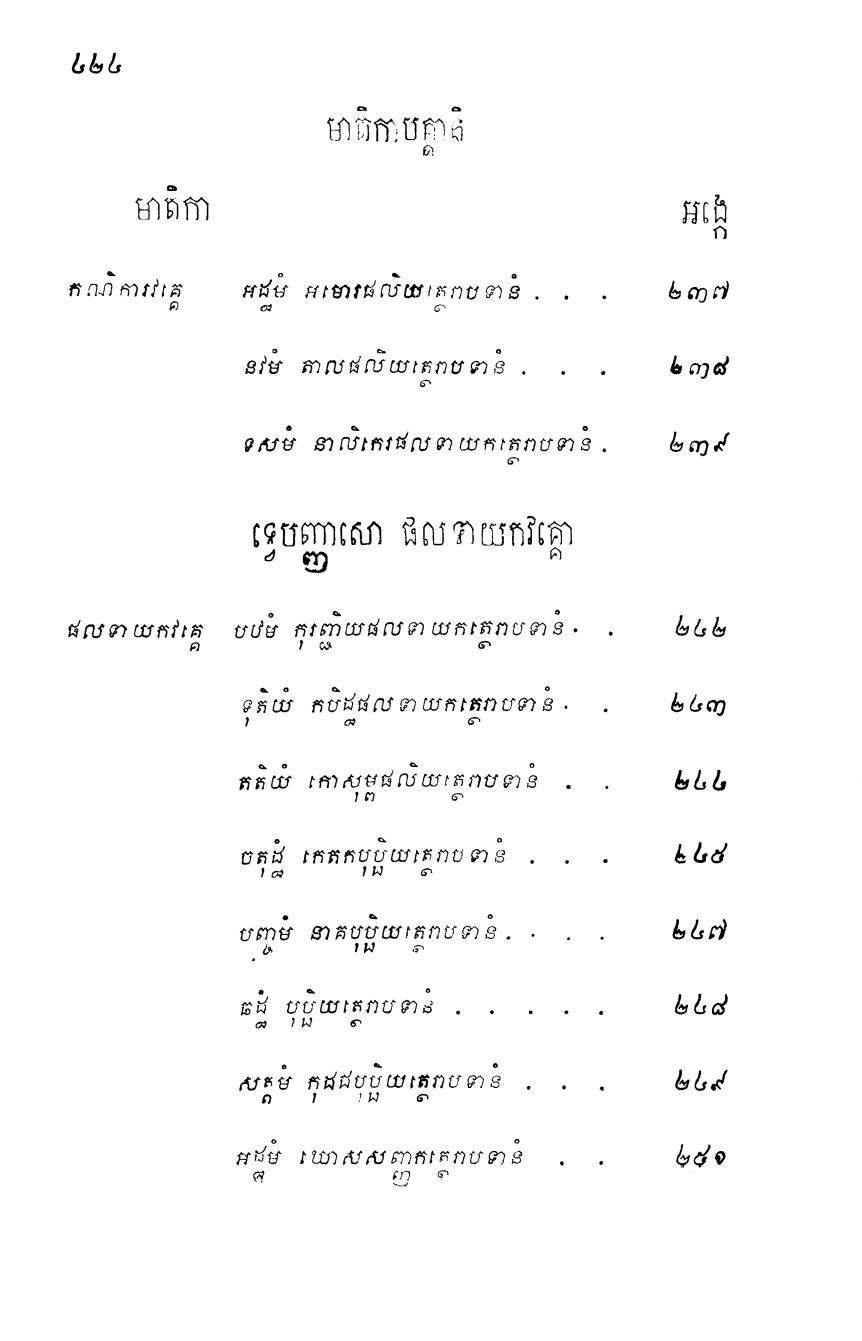 ៤២៤
មាតិកាបត្តានិ
មាតិកា អង្កេ
កណិការវគ្គេ អដ្ឋមំ អមោរផលិយត្ថេរាបទានំ . . . ២៣៧
នវមំ តាលផលិយត្ថេរាបទានំ . . . ២៣៨
ទសមំ នាលិកេរផលទាយកត្ថេរាបទានំ . ២៣៩
ទ្វេបញ្ញាសោ ផលទាយកវគ្គោ
ផលទាយកវគ្គេ បឋមំ កុរញ្ជិយផលទាយកត្ថេរាបទានំ . . ២៤២
ទុតិយំ កបិដ្ឋផលទាយកត្ថេរាបទានំ . . ២៤៣
តតិយំ កោសុម្ពផលិយត្ថេរាបទានំ . . ២៤៤
ចតុដ្ឋំ កេតកបុប្ផិយត្ថេរាបទានំ . . . ២៤៥
បញ្ចមំ នាគបុប្ផិយត្ថេរាបទានំ . . . . ២៤៧
ឆដ្ឋំ បុប្ផិយត្ថេរាបទានំ . . . . . ២៤៨
សត្តមំ កុដជបុប្ផិយត្ថេរាបទានំ . . . ២៤៩
អដ្ឋមំ ឃោសសញ្ញកត្ថេរាបទានំ . . ២៥១